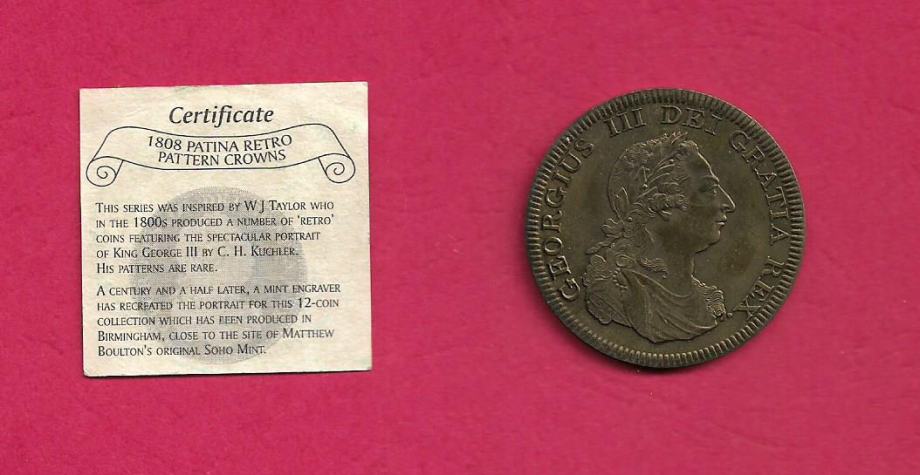 Certificate
1808 PATINA RETRO
PATTERN CROWNS
THIS SERIES WAS INSPIRED BY W J TAYLOR WHO
IN THE 1800S PRODUCED A NUMBER OF 'RETRO'
COINS FEATURING THE SPECTACULAR PORTRAIT
OF KING GEORGE III BY C. H. KUCHLER.
HIS PATTERNS ARE RARE.
A CENTURY AND A HALF LATER, A MINT ENGRAVER
HAS RECREATED THE PORTRAIT FOR THIS 12-COIN
COLLECTION WHICH HAS BEEN PRODUCED IN
BIRMINGHAM, CLOSE TO THE SITE OF MATTHEW
BOULTON'S ORIGINAL SOHO MINT.
GEORGIUS III DEI GRATIA REX.